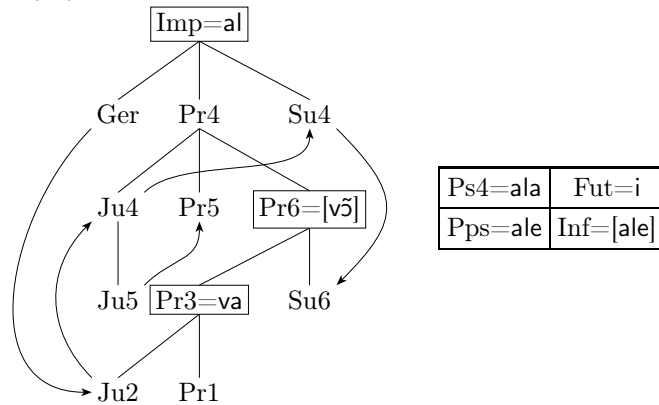 Imp=al
Ger Pr4 Su4
Ps4=ala Fut=i
Ju4 Pr5 Pr6=[vɔ̃]
Pps=ale Inf=[ale]
Ju5 Pr3=va Su6
Ju2 Pr1